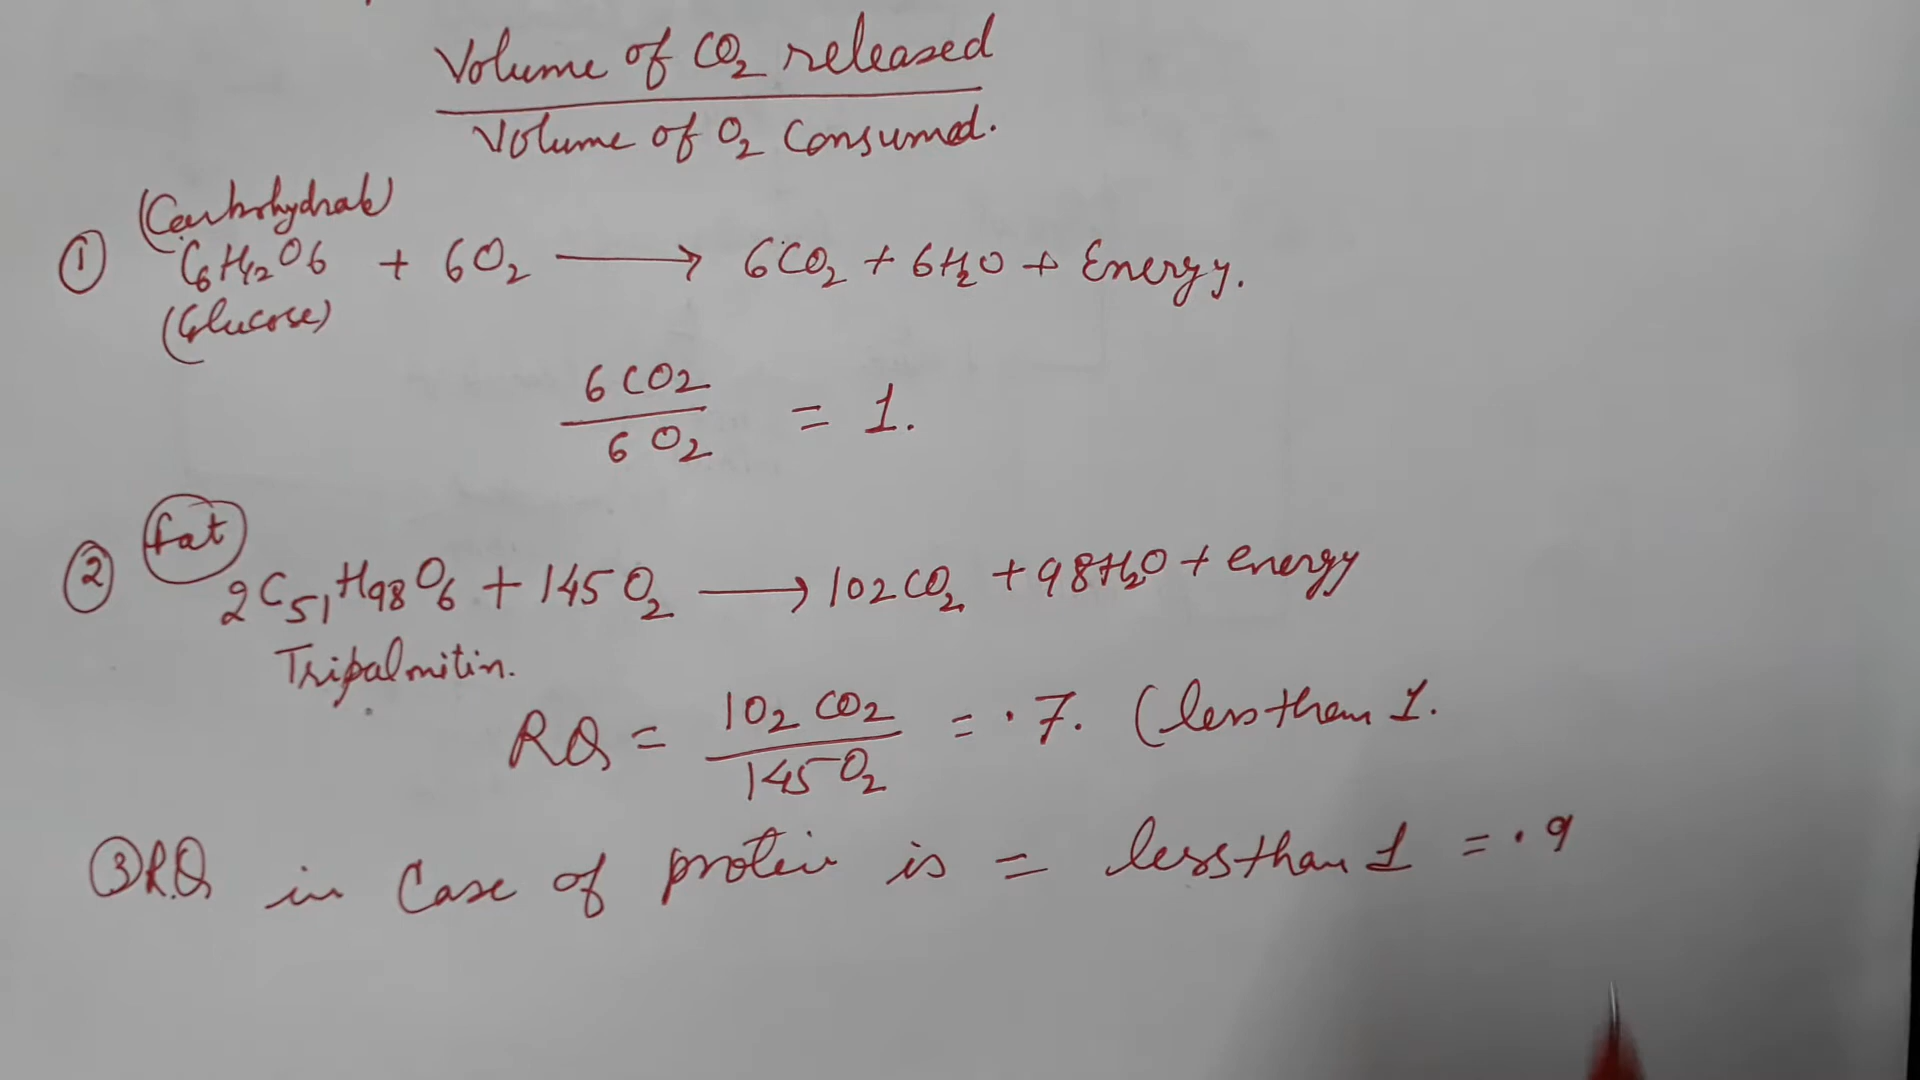 Volume of CO2 released
Volume of O2 Consumed.
(Carbohydrate)
① C6H12O6 + 6O2 ⟶ 6CO2 + 6H2O + Energy.
(Glucose)
6CO2
6O2
= 1.
fat
② 2C51H98O6 + 145O2 ⟶ 102CO2 + 98H2O + energy
Tripalmitin.
RQ = 102CO2 / 145O2 = .7. (less than 1.
③ R.Q in Case of protein is = less than 1 = .9